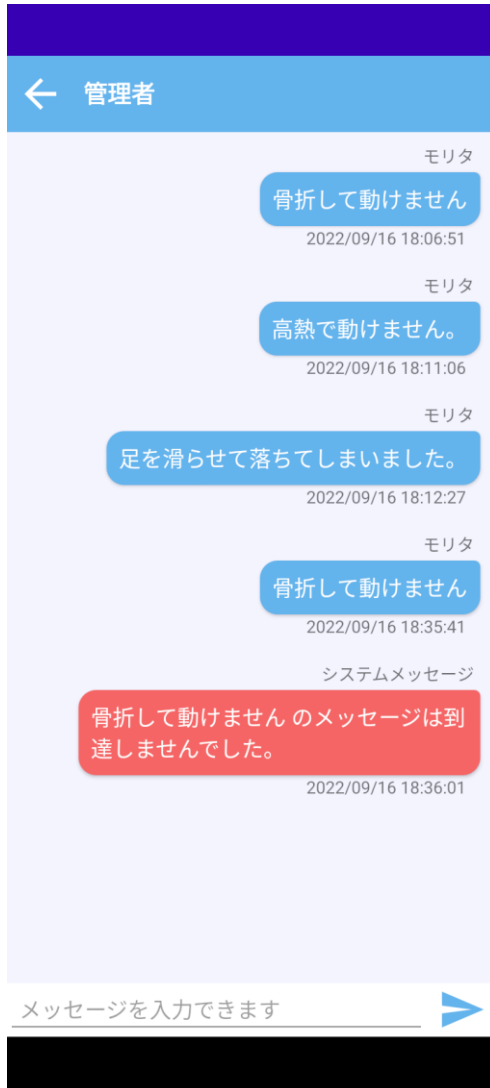 管理者
モリタ
骨折して動けません
2022/09/16 18:06:51
モリタ
高熱で動けません。
2022/09/16 18:11:06
モリタ
足を滑らせて落ちてしまいました。
2022/09/16 18:12:27
モリタ
骨折して動けません
2022/09/16 18:35:41
システムメッセージ
骨折して動けません のメッセージは到
達しませんでした。
2022/09/16 18:36:01
メッセージを入力できます